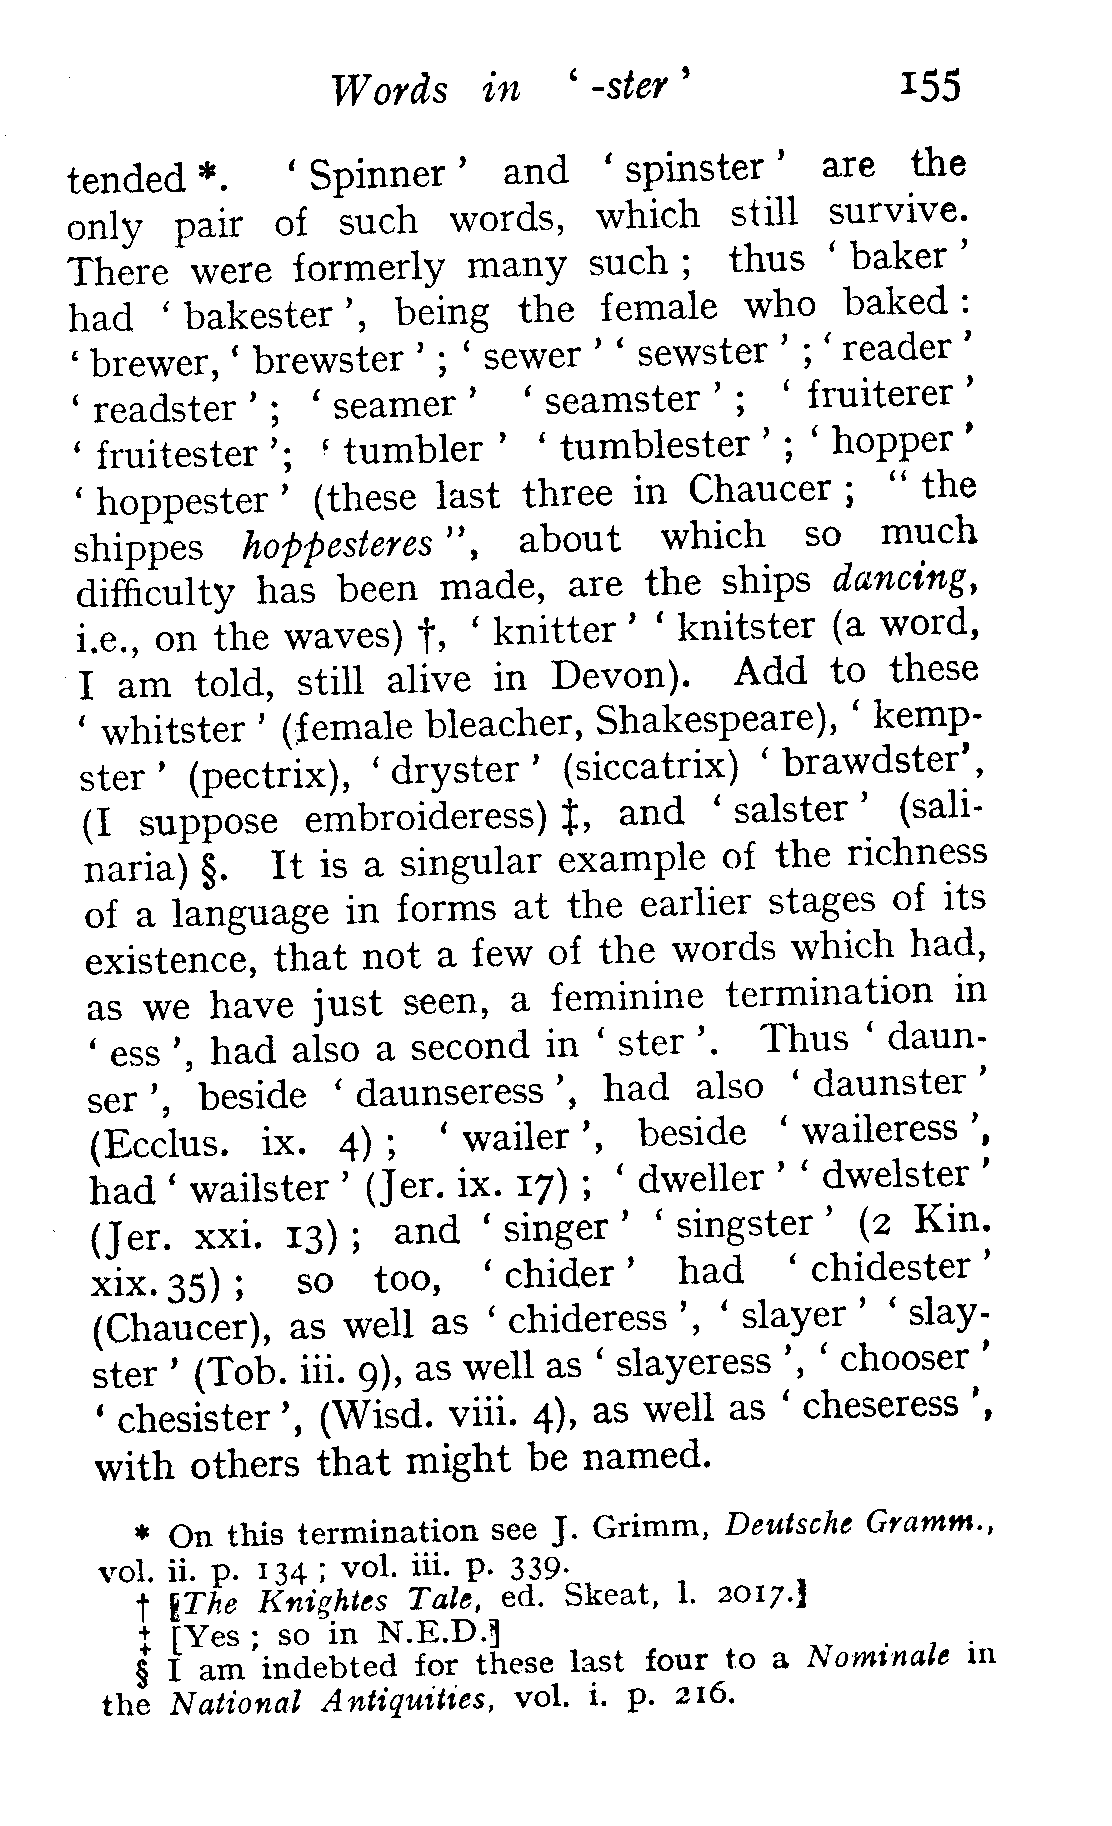 Words in ‘ -ster ’ 155
tended *. ‘ Spinner ’ and ‘ spinster ’ are the
only pair of such words, which still survive.
There were formerly many such ; thus ‘ baker ’
had ‘ bakester ’, being the female who baked :
‘ brewer, ‘ brewster ’ ; ‘ sewer ’ ‘ sewster ’ ; ‘ reader ’
‘ readster ’ ; ‘ seamer ’ ‘ seamster ’ ; ‘ fruiterer ’
‘ fruitester ’; ‘ tumbler ’ ‘ tumblester ’ ; ‘ hopper ’
‘ hoppester ’ (these last three in Chaucer ; “ the
shippes hoppesteres ”, about which so much
difficulty has been made, are the ships dancing,
i.e., on the waves) †, ‘ knitter ’ ‘ knitster (a word,
I am told, still alive in Devon). Add to these
‘ whitster ’ (female bleacher, Shakespeare), ‘ kemp-
ster ’ (pectrix), ‘ dryster ’ (siccatrix) ‘ brawdster’,
(I suppose embroideress) ‡, and ‘ salster ’ (sali-
naria) §. It is a singular example of the richness
of a language in forms at the earlier stages of its
existence, that not a few of the words which had,
as we have just seen, a feminine termination in
‘ ess ’, had also a second in ‘ ster ’. Thus ‘ daun-
ser ’, beside ‘ daunseress ’, had also ‘ daunster ’
(Ecclus. ix. 4) ; ‘ wailer ’, beside ‘ waileress ’,
had ‘ wailster ’ (Jer. ix. 17) ; ‘ dweller ’ ‘ dwelster ’
(Jer. xxi. 13) ; and ‘ singer ’ ‘ singster ’ (2 Kin.
xix. 35) ; so too, ‘ chider ’ had ‘ chidester ’
(Chaucer), as well as ‘ chideress ’, ‘ slayer ’ ‘ slay-
ster ’ (Tob. iii. 9), as well as ‘ slayeress ’, ‘ chooser ’
‘ chesister ’, (Wisd. viii. 4), as well as ‘ cheseress ’,
with others that might be named.
* On this termination see J. Grimm, Deutsche Gramm.,
vol. ii. p. 134 ; vol. iii. p. 339.
† [The Knightes Tale, ed. Skeat, l. 2017.]
‡ [Yes ; so in N.E.D.]
§ I am indebted for these last four to a Nominale in
the National Antiquities, vol. i. p. 216.